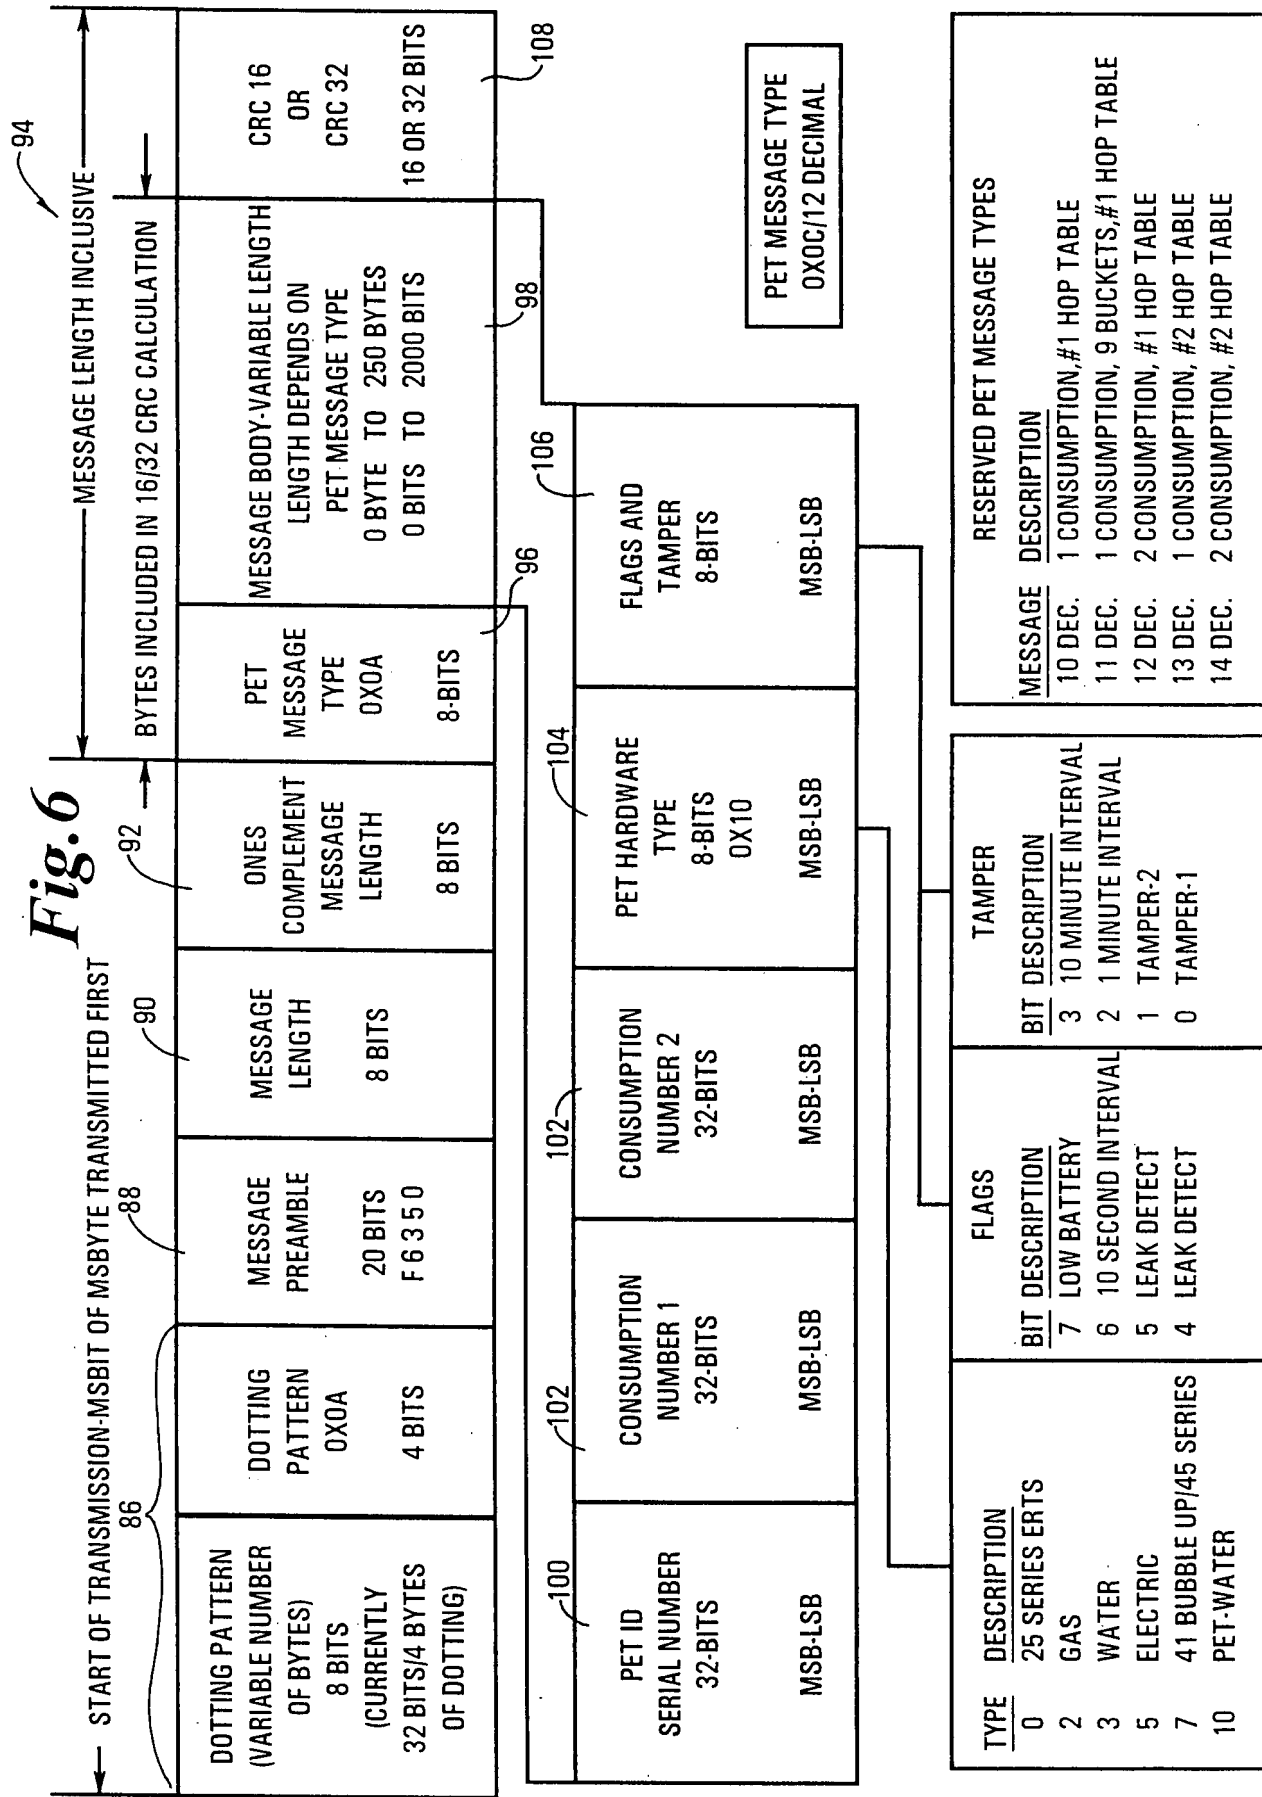 Fig. 6
START OF TRANSMISSION-MSBIT OF MSBYTE TRANSMITTED FIRST
MESSAGE LENGTH INCLUSIVE
94
BYTES INCLUDED IN 16/32 CRC CALCULATION
86
88
90
92
DOTTING PATTERN
(VARIABLE NUMBER
OF BYTES)
8 BITS
(CURRENTLY
32 BITS/4 BYTES
OF DOTTING)
DOTTING
PATTERN
0X0A
4 BITS
MESSAGE
PREAMBLE
20 BITS
F 6 3 5 0
MESSAGE
LENGTH
8 BITS
ONES
COMPLEMENT
MESSAGE
LENGTH
8 BITS
PET
MESSAGE
TYPE
0X0A
8-BITS
96
MESSAGE BODY-VARIABLE LENGTH
LENGTH DEPENDS ON
PET MESSAGE TYPE
0 BYTE TO 250 BYTES
0 BITS TO 2000 BITS
98
CRC 16
OR
CRC 32
16 OR 32 BITS
108
100
PET ID
SERIAL NUMBER
32-BITS
MSB-LSB
102
CONSUMPTION
NUMBER 1
32-BITS
MSB-LSB
102
CONSUMPTION
NUMBER 2
32-BITS
MSB-LSB
104
PET HARDWARE
TYPE
8-BITS
0X10
MSB-LSB
106
FLAGS AND
TAMPER
8-BITS
MSB-LSB
PET MESSAGE TYPE
0X0C/12 DECIMAL
TYPE DESCRIPTION
0 25 SERIES ERTS
2 GAS
3 WATER
5 ELECTRIC
7 41 BUBBLE UP/45 SERIES
10 PET-WATER
FLAGS
BIT DESCRIPTION
7 LOW BATTERY
6 10 SECOND INTERVAL
5 LEAK DETECT
4 LEAK DETECT
TAMPER
BIT DESCRIPTION
3 10 MINUTE INTERVAL
2 1 MINUTE INTERVAL
1 TAMPER-2
0 TAMPER-1
RESERVED PET MESSAGE TYPES
MESSAGE DESCRIPTION
10 DEC. 1 CONSUMPTION,#1 HOP TABLE
11 DEC. 1 CONSUMPTION, 9 BUCKETS,#1 HOP TABLE
12 DEC. 2 CONSUMPTION, #1 HOP TABLE
13 DEC. 1 CONSUMPTION, #2 HOP TABLE
14 DEC. 2 CONSUMPTION, #2 HOP TABLE